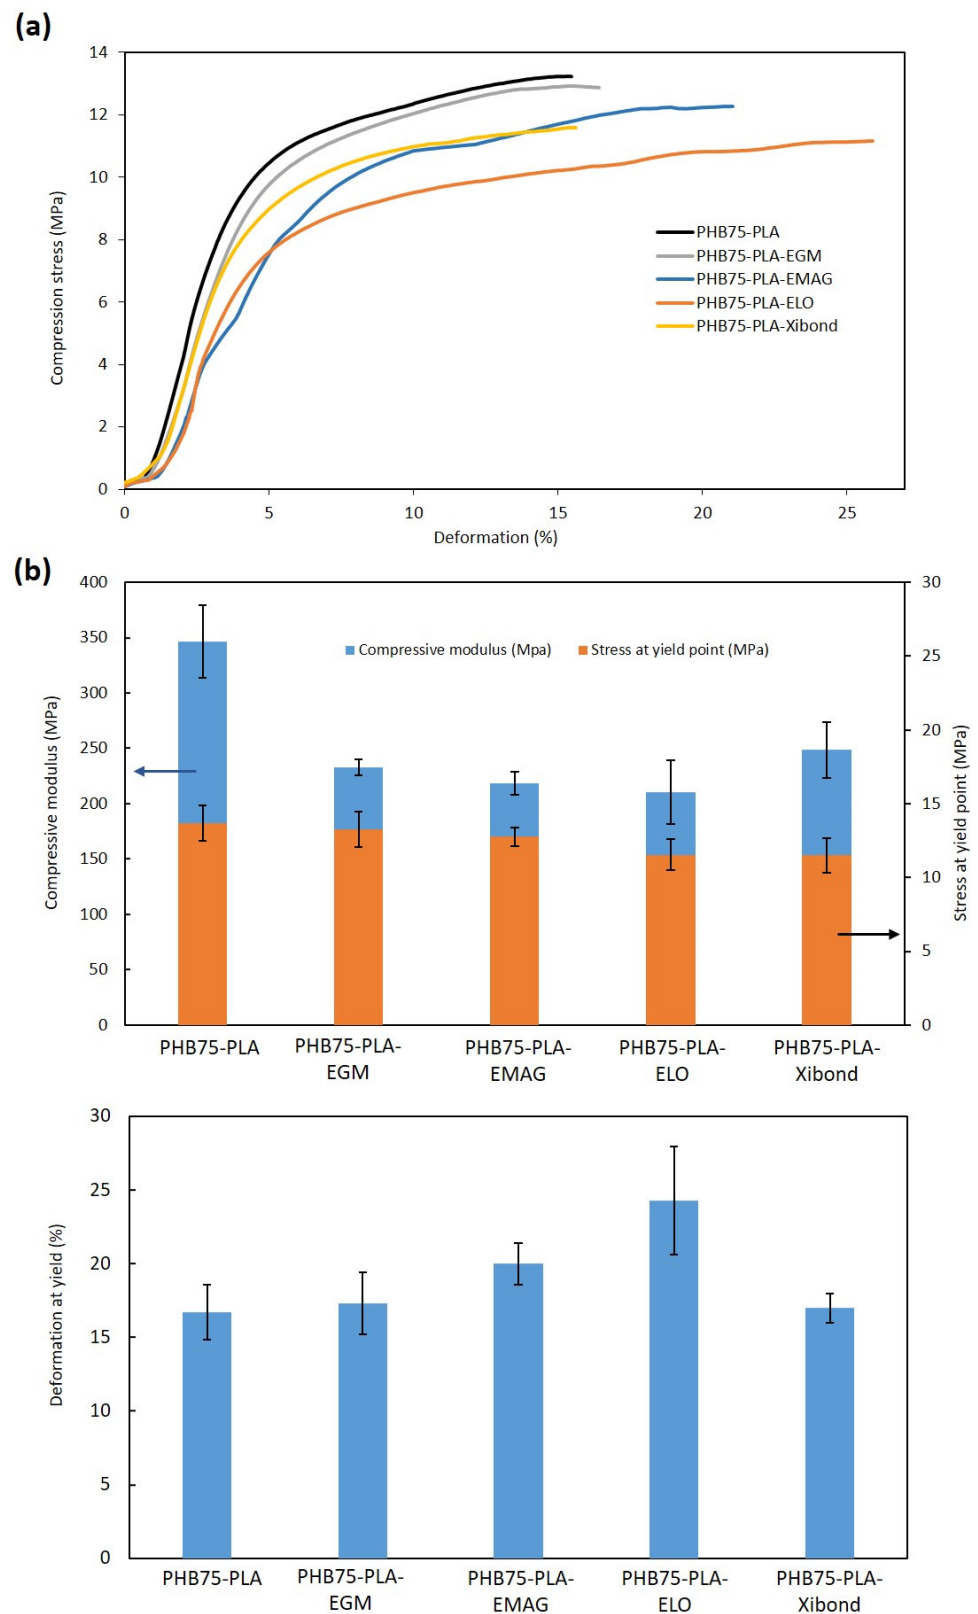 (a)
14
12
10
8
6
4
2
0
Compression stress (MPa)
PHB75-PLA
PHB75-PLA-EGM
PHB75-PLA-EMAG
PHB75-PLA-ELO
PHB75-PLA-Xibond
0 5 10 15 20 25
Deformation (%)
(b)
400
350
300
250
200
150
100
50
0
Compressive modulus (MPa)
Compressive modulus (Mpa) Stress at yield point (MPa)
30
25
20
15
10
5
0
Stress at yield point (MPa)
PHB75-PLA
PHB75-PLA-
EGM
PHB75-PLA-
EMAG
PHB75-PLA-
ELO
PHB75-PLA-
Xibond
30
25
20
15
10
5
0
Deformation at yield (%)
PHB75-PLA
PHB75-PLA-
EGM
PHB75-PLA-
EMAG
PHB75-PLA-
ELO
PHB75-PLA-
Xibond